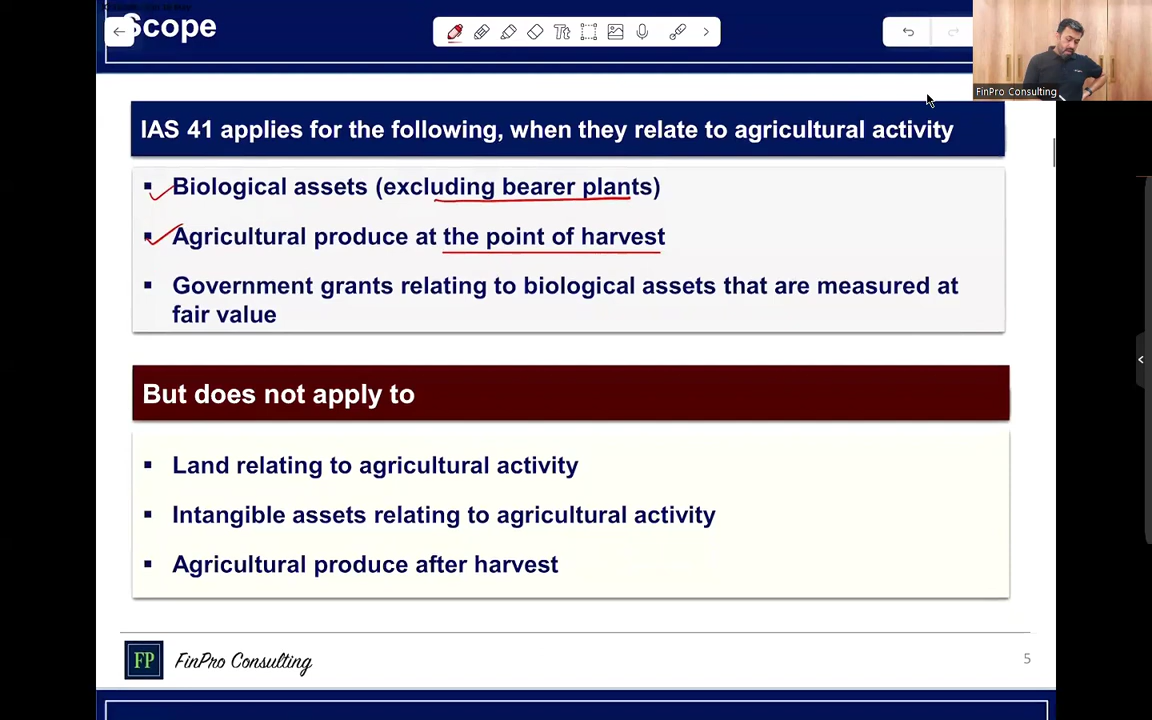 Scope
Tt
FinPro Consulting
IAS 41 applies for the following, when they relate to agricultural activity
▪ Biological assets (excluding bearer plants)
▪ Agricultural produce at the point of harvest
▪ Government grants relating to biological assets that are measured at
fair value
But does not apply to
▪ Land relating to agricultural activity
▪ Intangible assets relating to agricultural activity
▪ Agricultural produce after harvest
FP FinPro Consulting
5